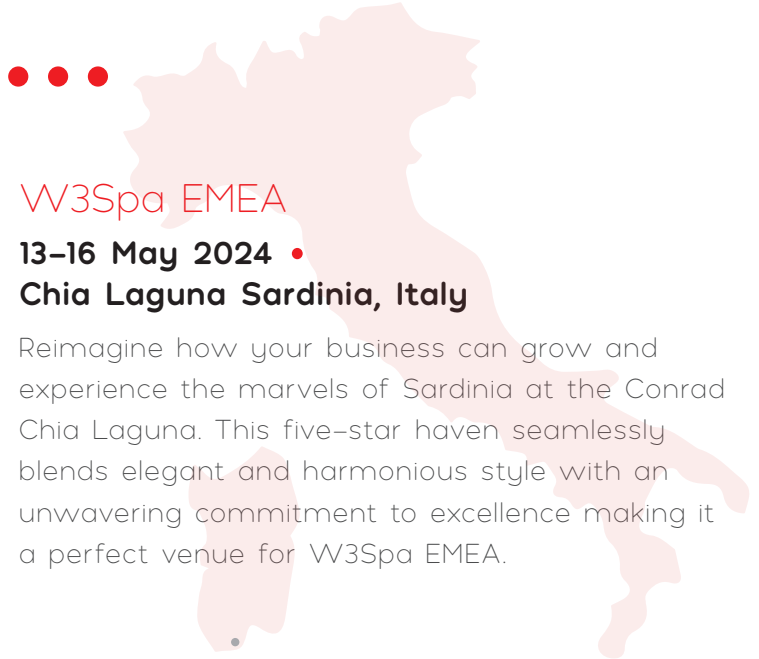 W3Spa EMEA
13–16 May 2024 •
Chia Laguna Sardinia, Italy
Reimagine how your business can grow and
experience the marvels of Sardinia at the Conrad
Chia Laguna. This five–star haven seamlessly
blends elegant and harmonious style with an
unwavering commitment to excellence making it
a perfect venue for W3Spa EMEA.